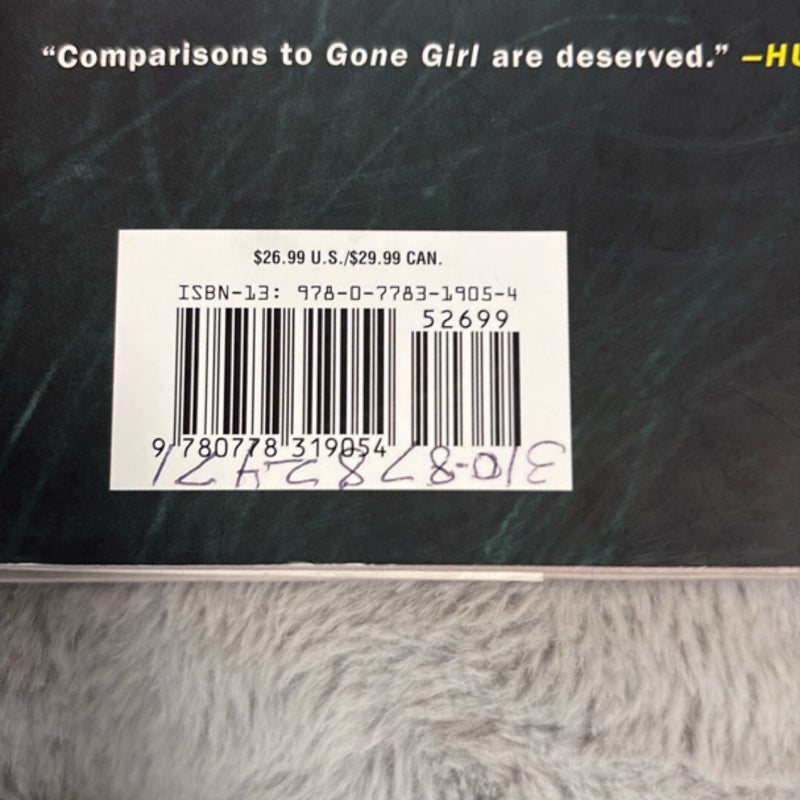 “Comparisons to Gone Girl are deserved.” –HU
$26.99 U.S./$29.99 CAN.
ISBN-13: 978-0-7783-1905-4
52699
9 780778 319054